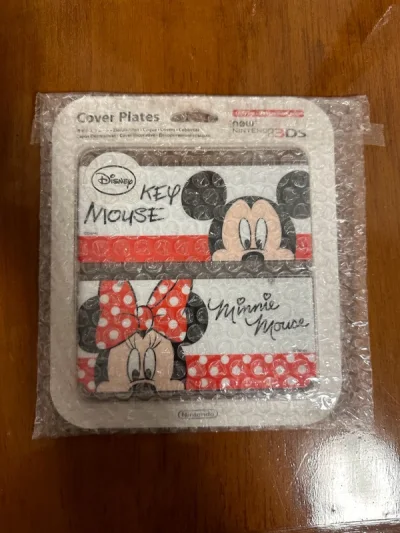 Cover Plates
new
NINTENDO 3DS
Disney
KEY
MOUSE
Minnie
Mouse
Nintendo